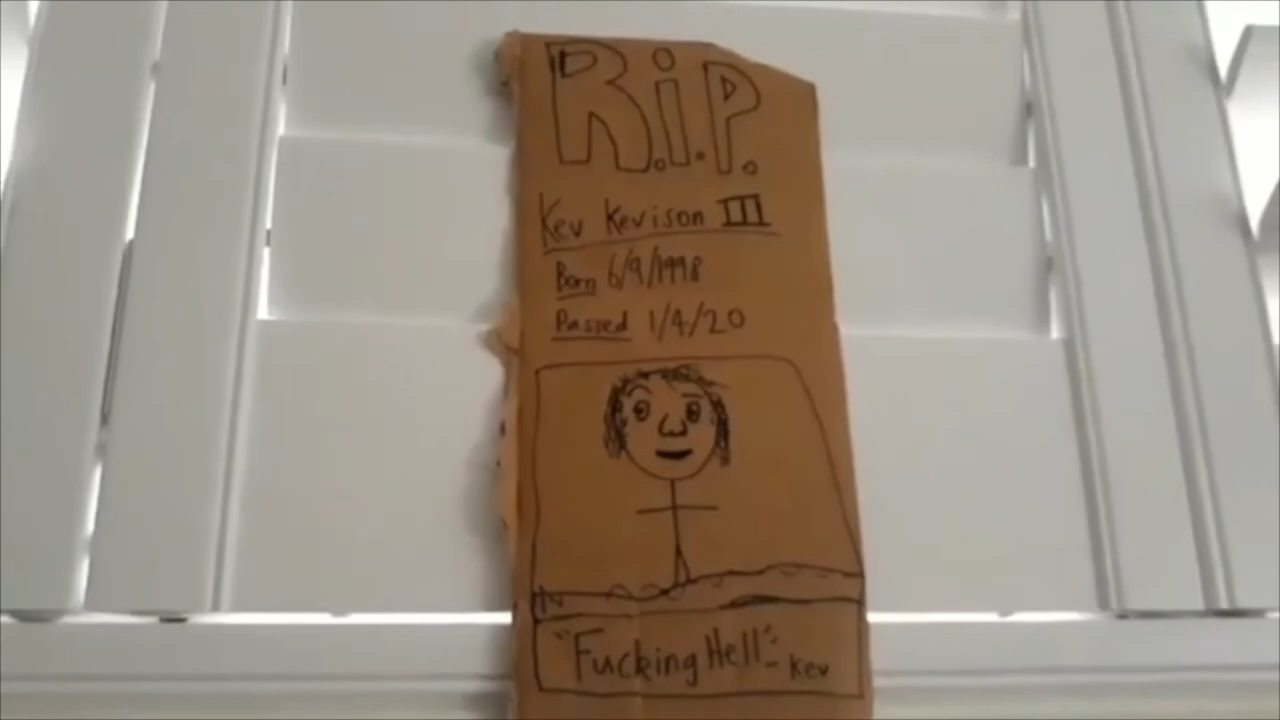 R.i.P.
Kev Kevison III
Born 6/9/1998
Passed 1/4/20
"Fucking Hell" - Kev